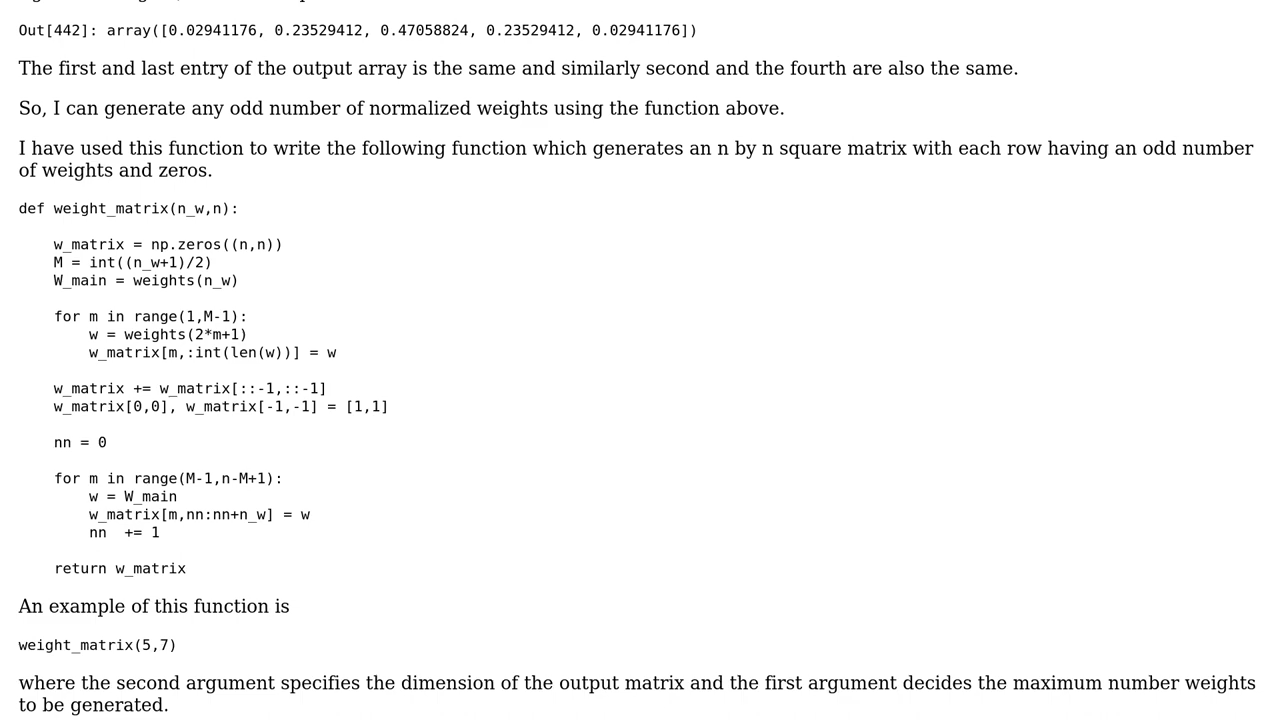 Out[442]: array([0.02941176, 0.23529412, 0.47058824, 0.23529412, 0.02941176])
The first and last entry of the output array is the same and similarly second and the fourth are also the same.
So, I can generate any odd number of normalized weights using the function above.
I have used this function to write the following function which generates an n by n square matrix with each row having an odd number
of weights and zeros.
def weight_matrix(n_w,n):
    w_matrix = np.zeros((n,n))
    M = int((n_w+1)/2)
    W_main = weights(n_w)
    for m in range(1,M-1):
        w = weights(2*m+1)
        w_matrix[m,:int(len(w))] = w
    w_matrix += w_matrix[::-1,::-1]
    w_matrix[0,0], w_matrix[-1,-1] = [1,1]
    nn = 0
    for m in range(M-1,n-M+1):
        w = W_main
        w_matrix[m,nn:nn+n_w] = w
        nn  += 1
    return w_matrix
An example of this function is
weight_matrix(5,7)
where the second argument specifies the dimension of the output matrix and the first argument decides the maximum number weights
to be generated.